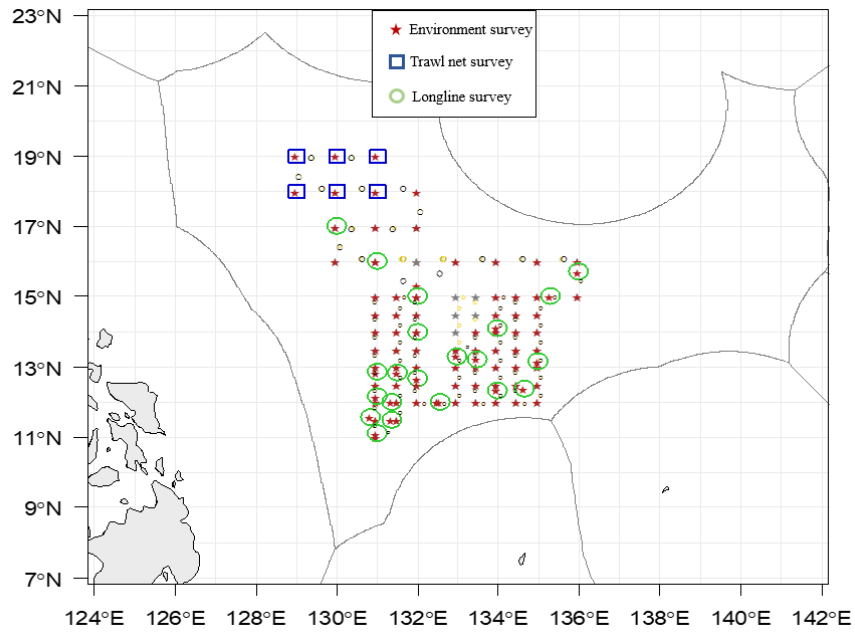 Environment survey
Trawl net survey
Longline survey
23°N
21°N
19°N
17°N
15°N
13°N
11°N
9°N
7°N
124°E 126°E 128°E 130°E 132°E 134°E 136°E 138°E 140°E 142°E